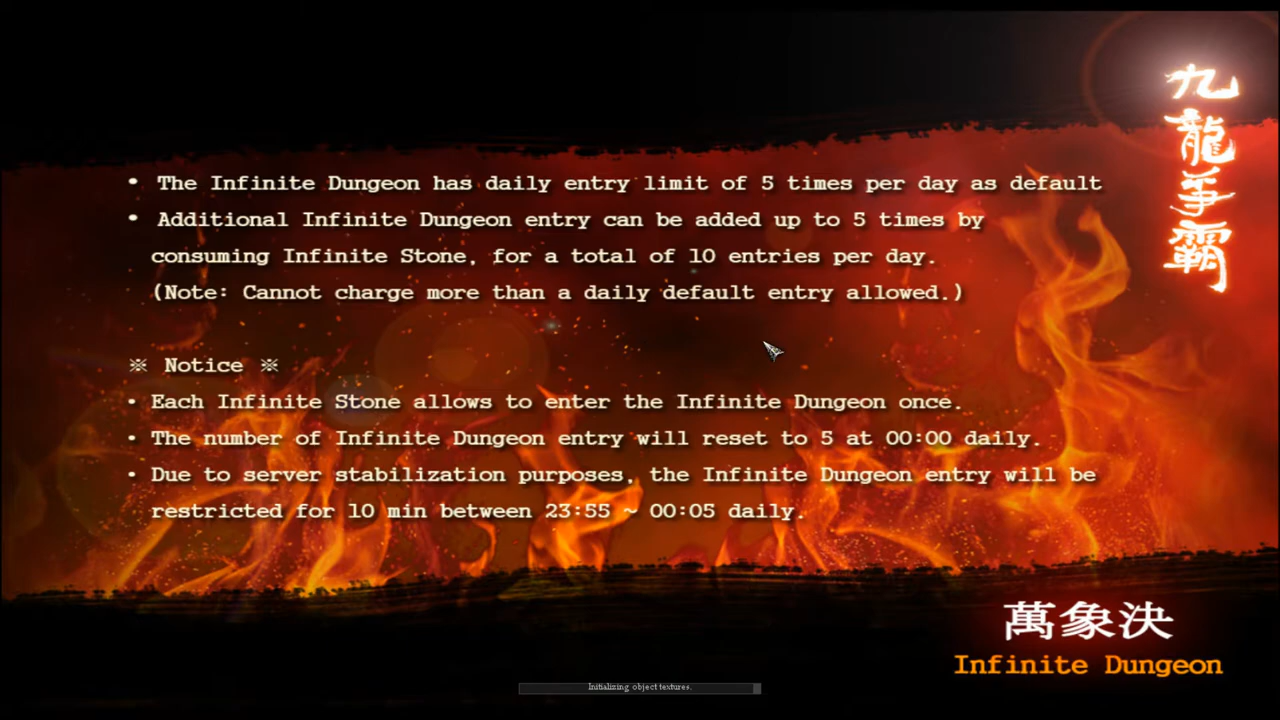 九龍爭霸
• The Infinite Dungeon has daily entry limit of 5 times per day as default
• Additional Infinite Dungeon entry can be added up to 5 times by
consuming Infinite Stone, for a total of 10 entries per day.
(Note: Cannot charge more than a daily default entry allowed.)
※ Notice ※
• Each Infinite Stone allows to enter the Infinite Dungeon once.
• The number of Infinite Dungeon entry will reset to 5 at 00:00 daily.
• Due to server stabilization purposes, the Infinite Dungeon entry will be
restricted for 10 min between 23:55 ~ 00:05 daily.
萬象決
Infinite Dungeon
Initializing object textures.